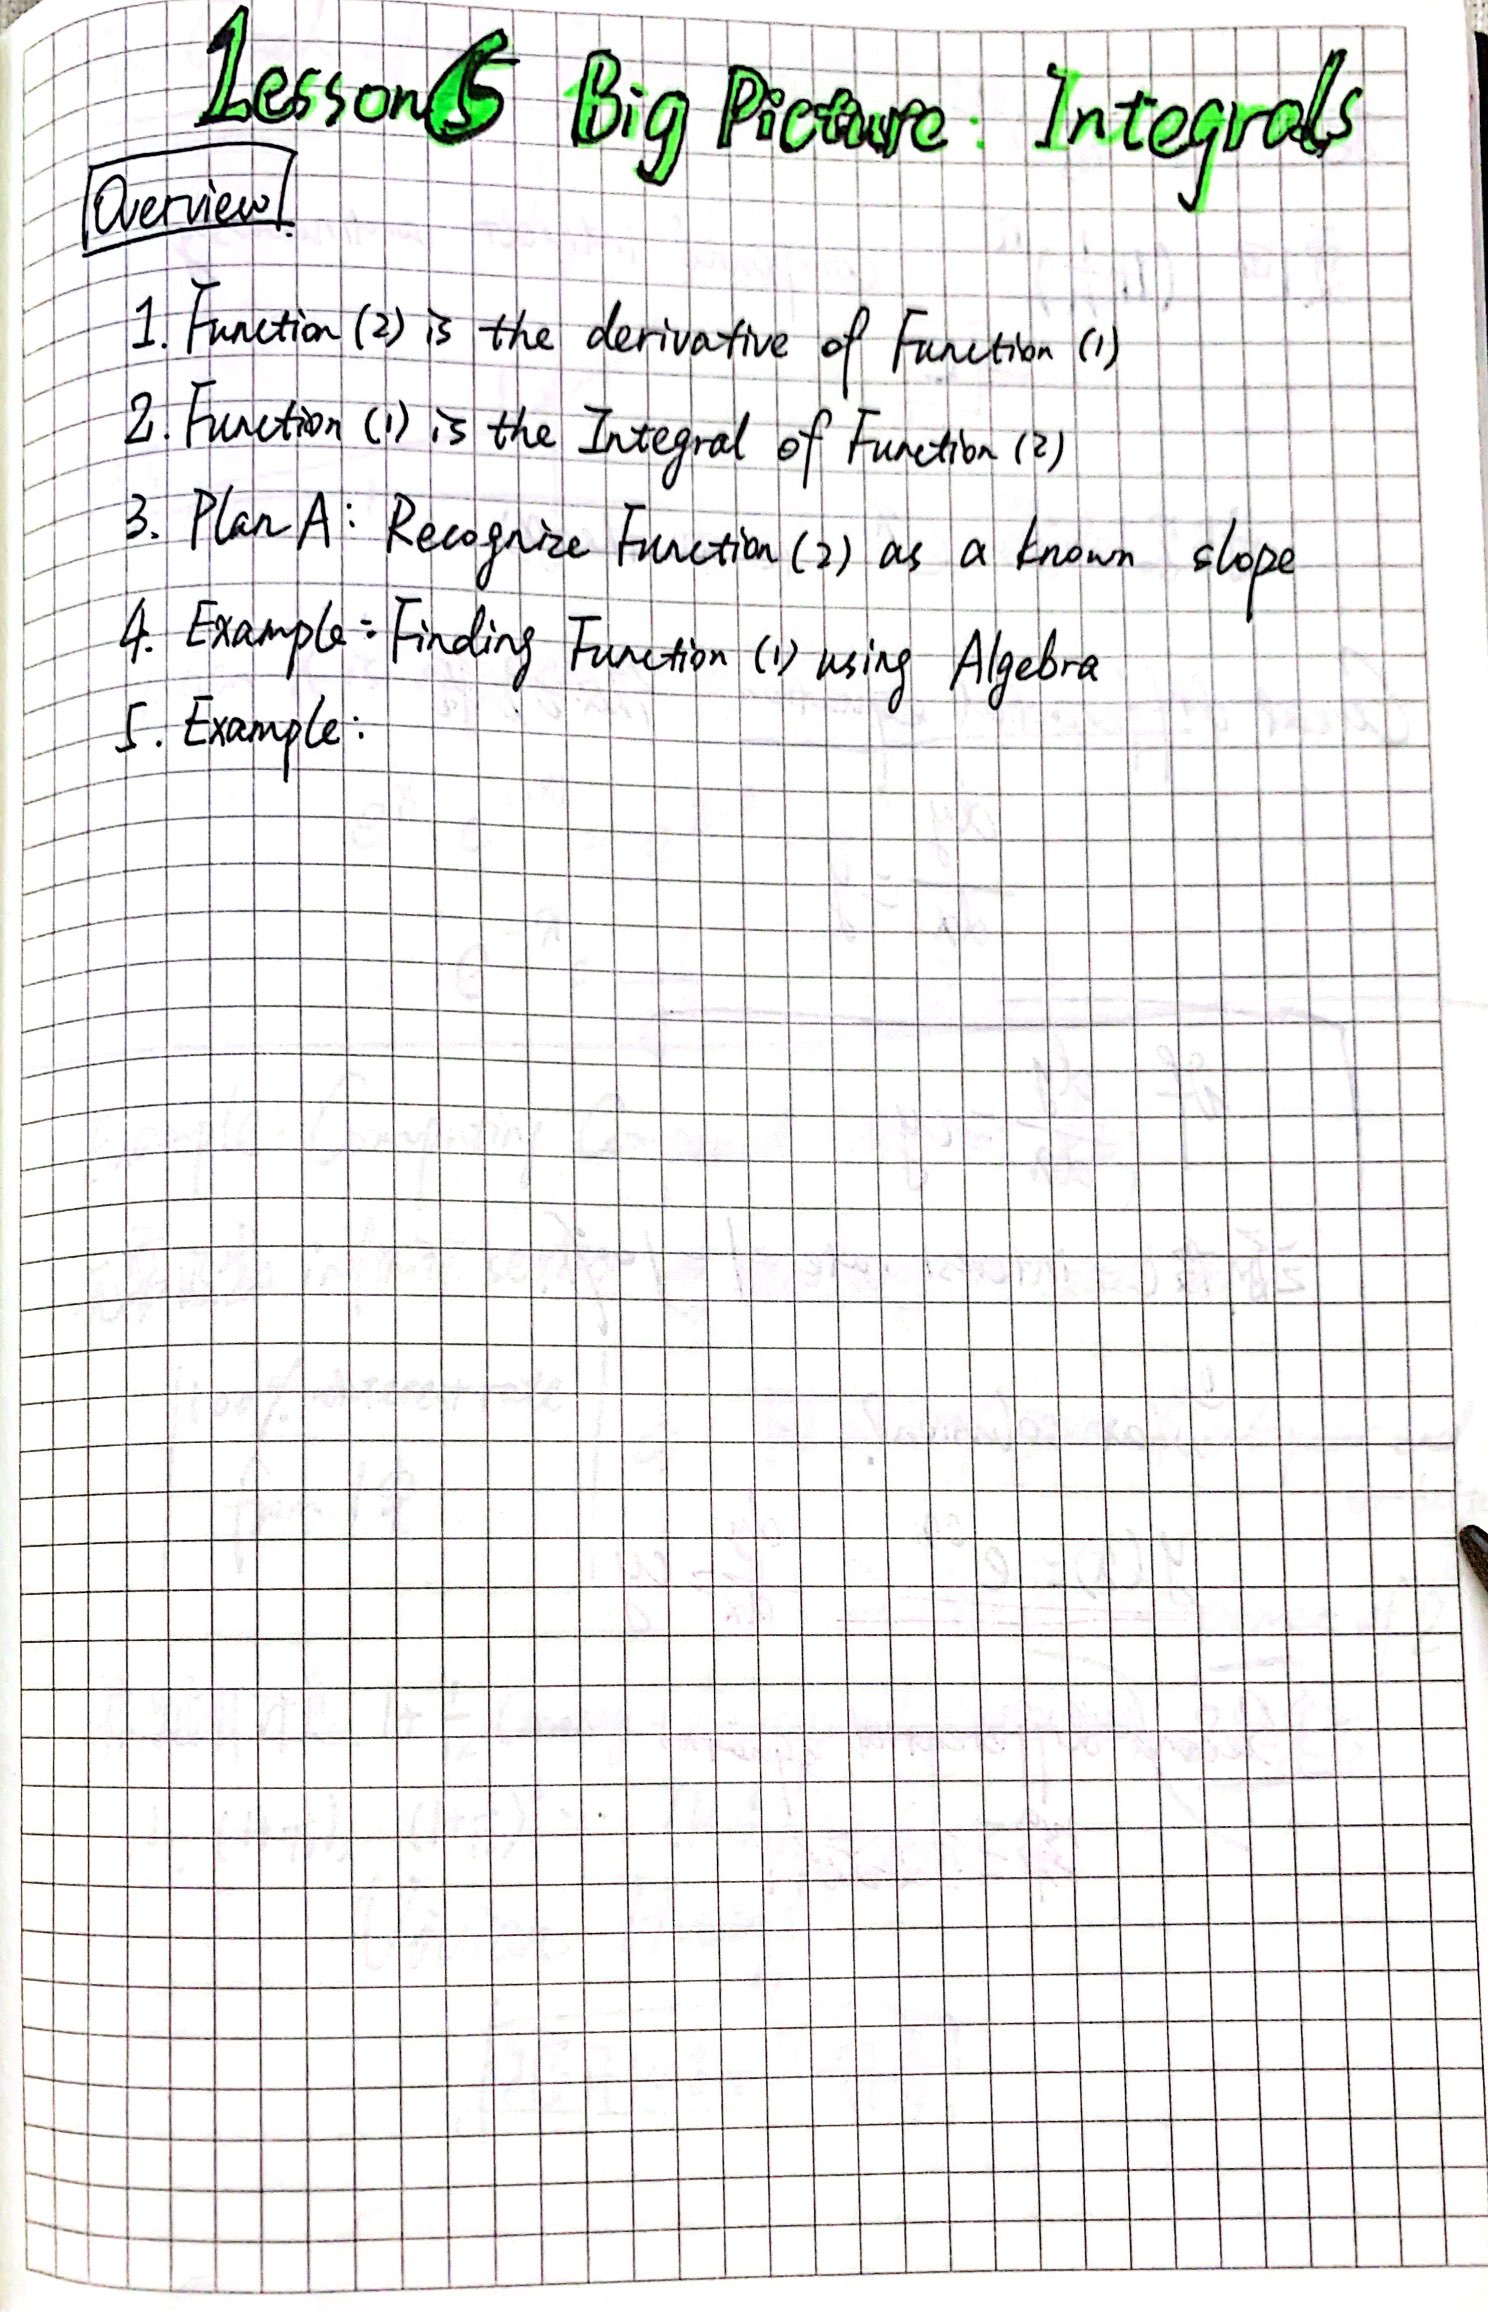 Lesson 5 Big Picture: Integrals
Overview
1. Function (2) is the derivative of Function (1)
2. Function (1) is the Integral of Function (2)
3. Plan A: Recognize Function (2) as a known slope
4. Example: Finding Function (1) using Algebra
5. Example: